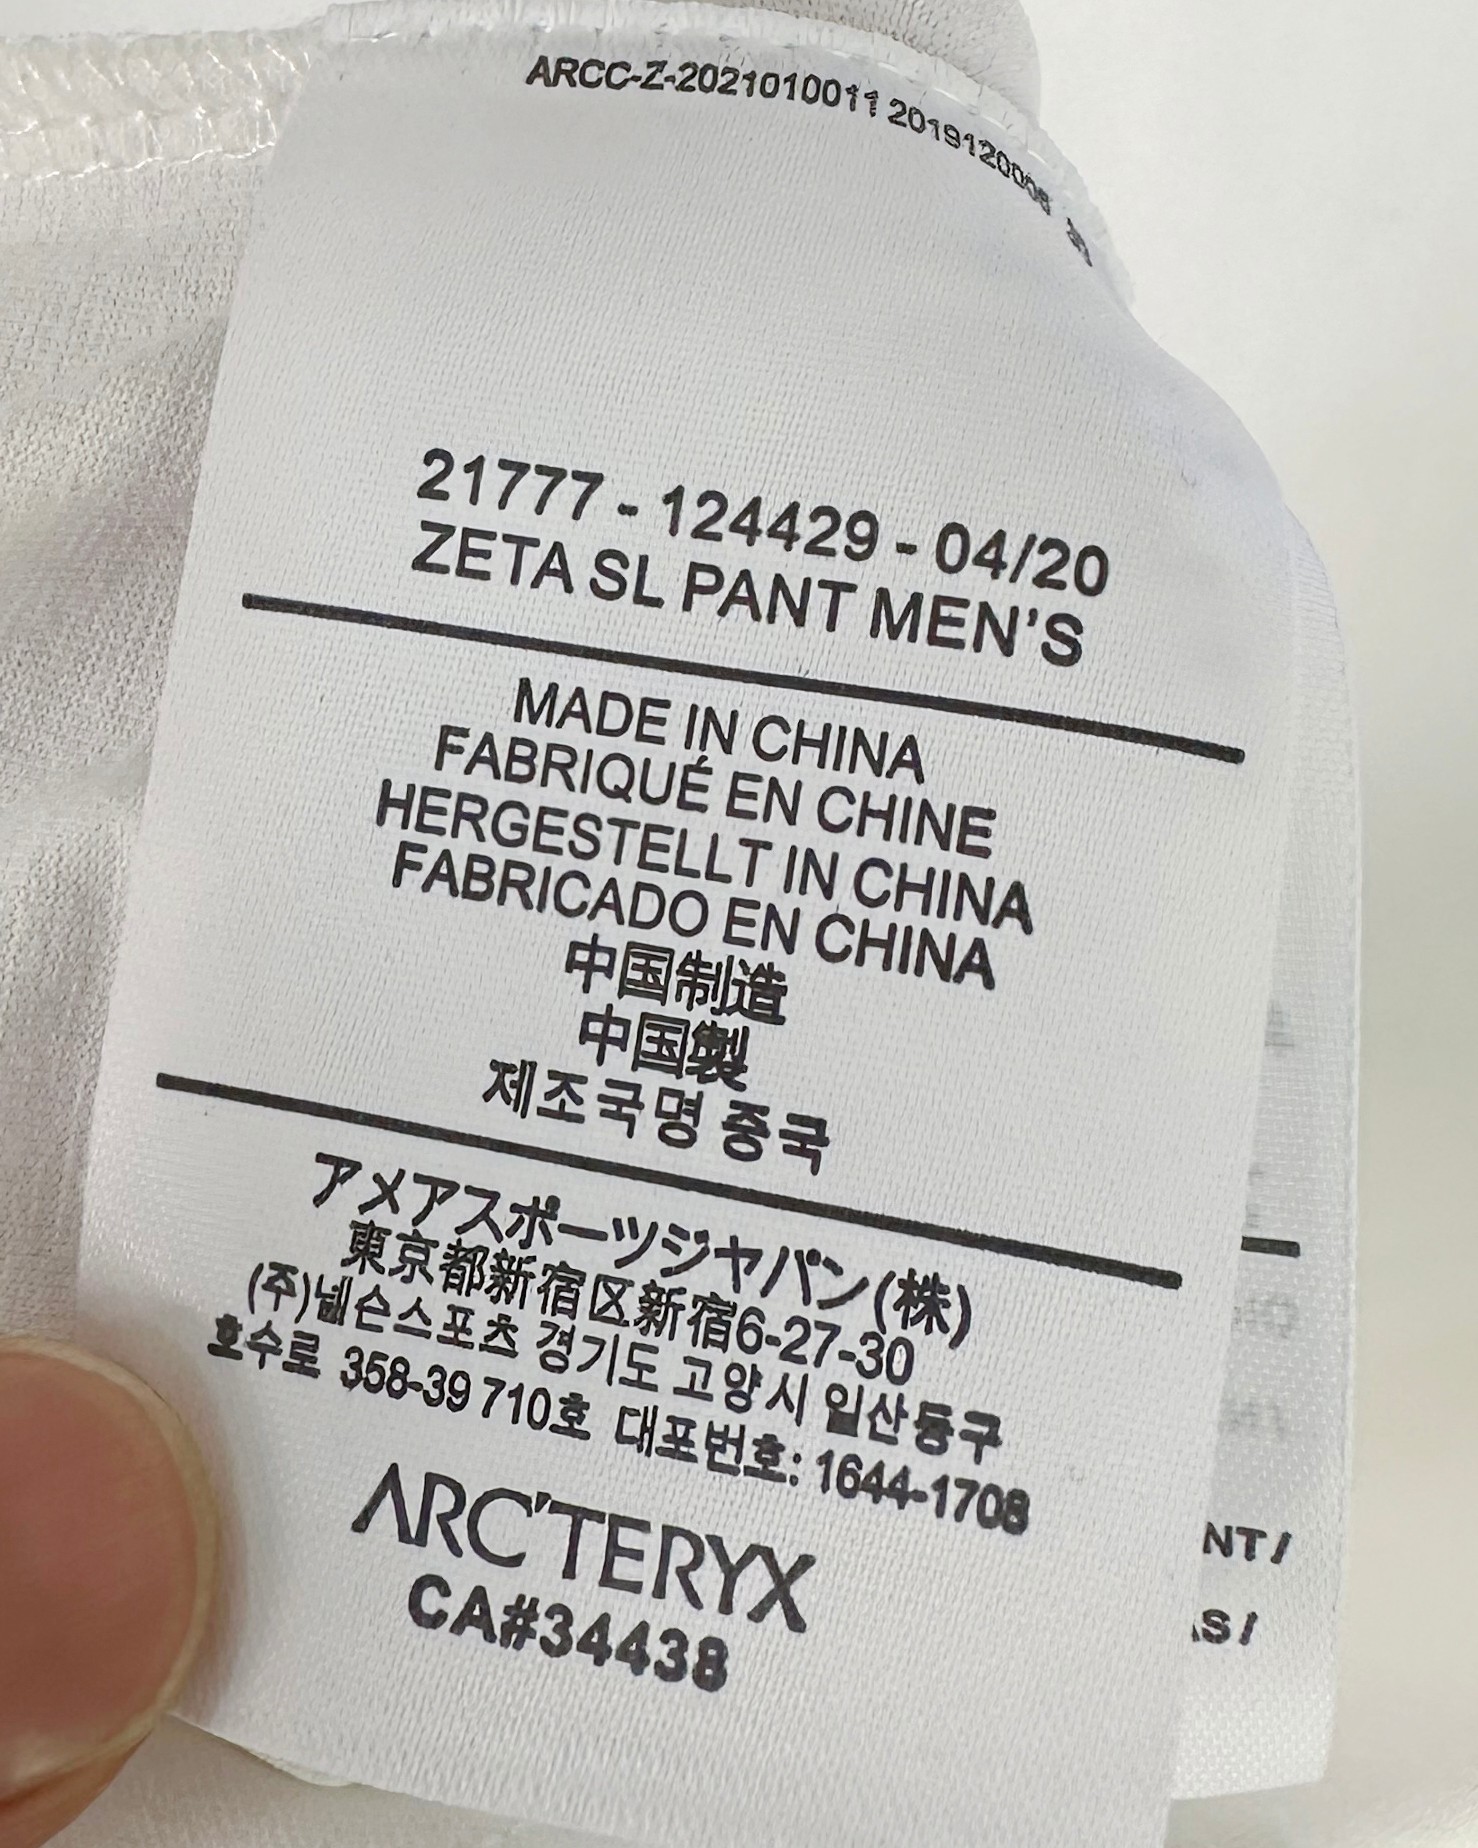 ARCC-Z-2021010011 2019120006
21777 - 124429 - 04/20
ZETA SL PANT MEN'S
MADE IN CHINA
FABRIQUÉ EN CHINE
HERGESTELLT IN CHINA
FABRICADO EN CHINA
中国制造
中国製
제조국명 중국
アメアスポーツジャパン(株)
東京都新宿区新宿6-27-30
(주)넬슨스포츠 경기도 고양시 일산동구
호수로 358-39 710호 대표번호: 1644-1708
ARC'TERYX
CA#34438
NT/
AS/